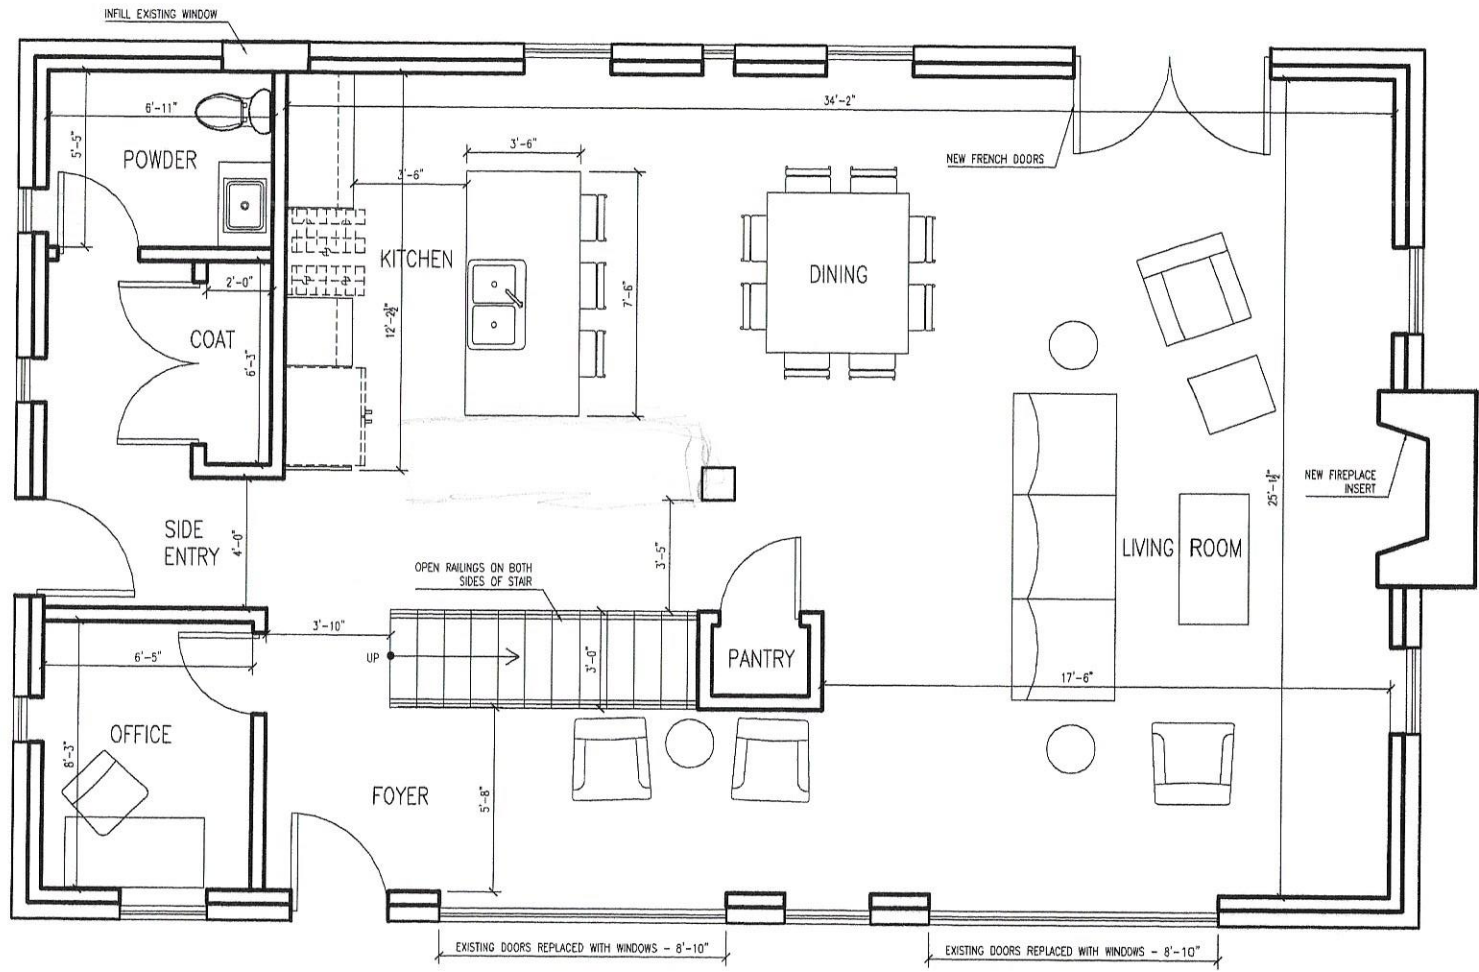 INFILL EXISTING WINDOW
6'-11"
34'-2"
5'-5"
POWDER
3'-6"
NEW FRENCH DOORS
3'-6"
KITCHEN
DINING
2'-0"
7'-6"
12'-2½"
COAT
6'-3"
NEW FIREPLACE
INSERT
25'-1½"
SIDE
ENTRY
4'-0"
3'-5"
LIVING ROOM
OPEN RAILINGS ON BOTH
SIDES OF STAIR
3'-10"
6'-5"
UP
3'-0"
PANTRY
17'-6"
OFFICE
8'-3"
FOYER
5'-8"
EXISTING DOORS REPLACED WITH WINDOWS - 8'-10"
EXISTING DOORS REPLACED WITH WINDOWS - 8'-10"